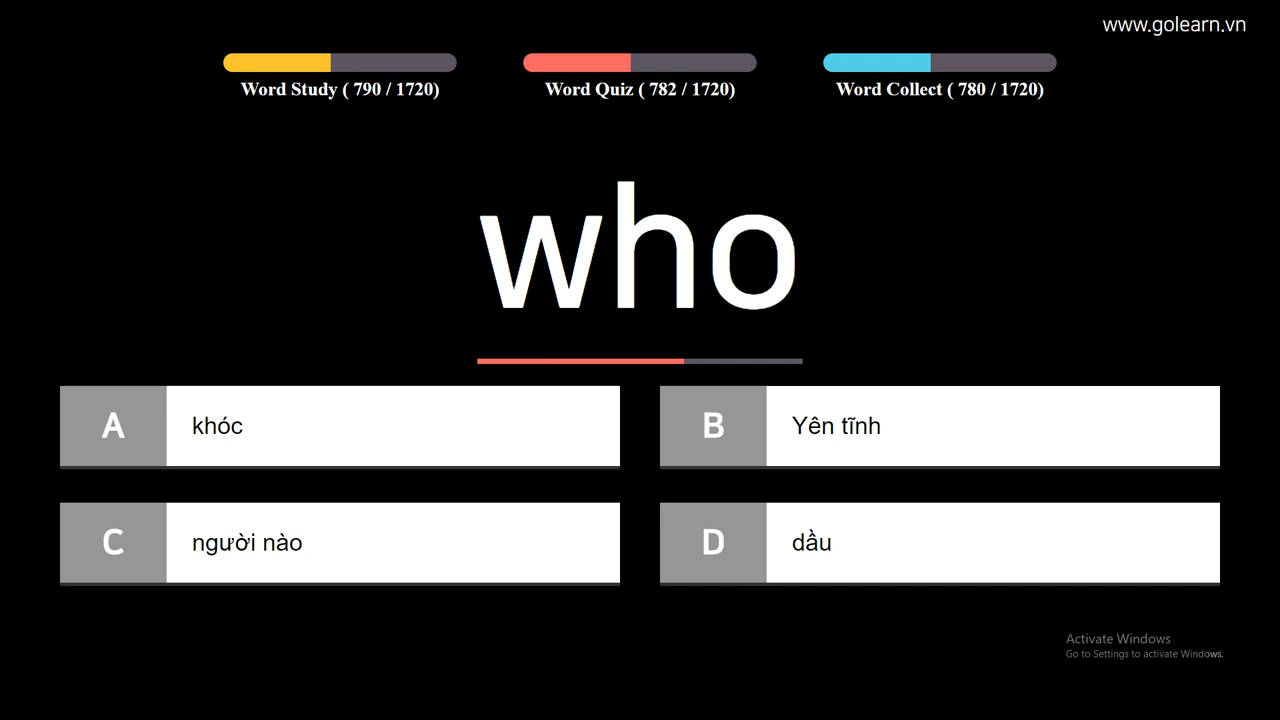 www.golearn.vn
Word Study ( 790 / 1720)
Word Quiz ( 782 / 1720)
Word Collect ( 780 / 1720)
who
A khóc
B Yên tĩnh
C người nào
D dầu
Activate Windows
Go to Settings to activate Windows.